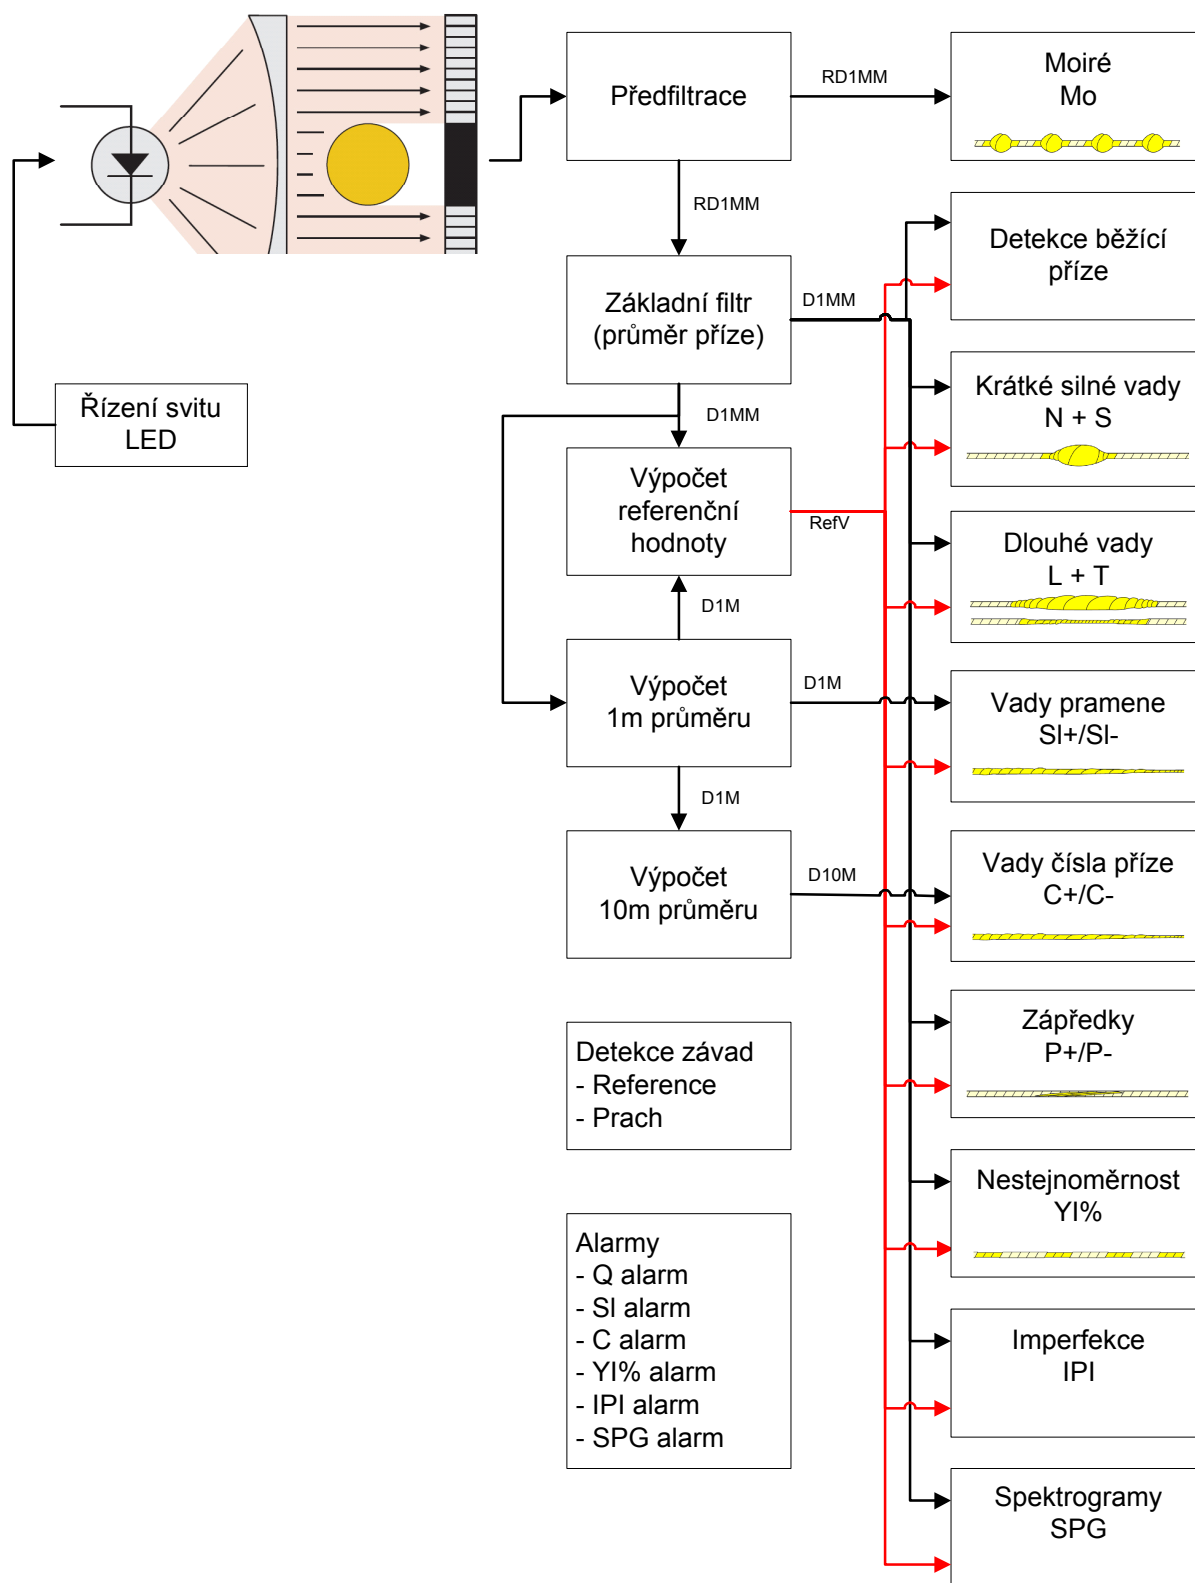 Předfiltrace
RD1MM
Moiré
Mo
RD1MM
Detekce běžící
příze
Základní filtr
(průměr příze)
D1MM
Řízení svitu
LED
D1MM
Krátké silné vady
N + S
Výpočet
referenční
hodnoty
RefV
Dlouhé vady
L + T
D1M
Výpočet
1m průměru
D1M
Vady pramene
Sl+/Sl-
D1M
Výpočet
10m průměru
D10M
Vady čísla příze
C+/C-
Detekce závad
- Reference
- Prach
Zápředky
P+/P-
Nestejnoměrnost
YI%
Alarmy
- Q alarm
- Sl alarm
- C alarm
- YI% alarm
- IPI alarm
- SPG alarm
Imperfekce
IPI
Spektrogramy
SPG